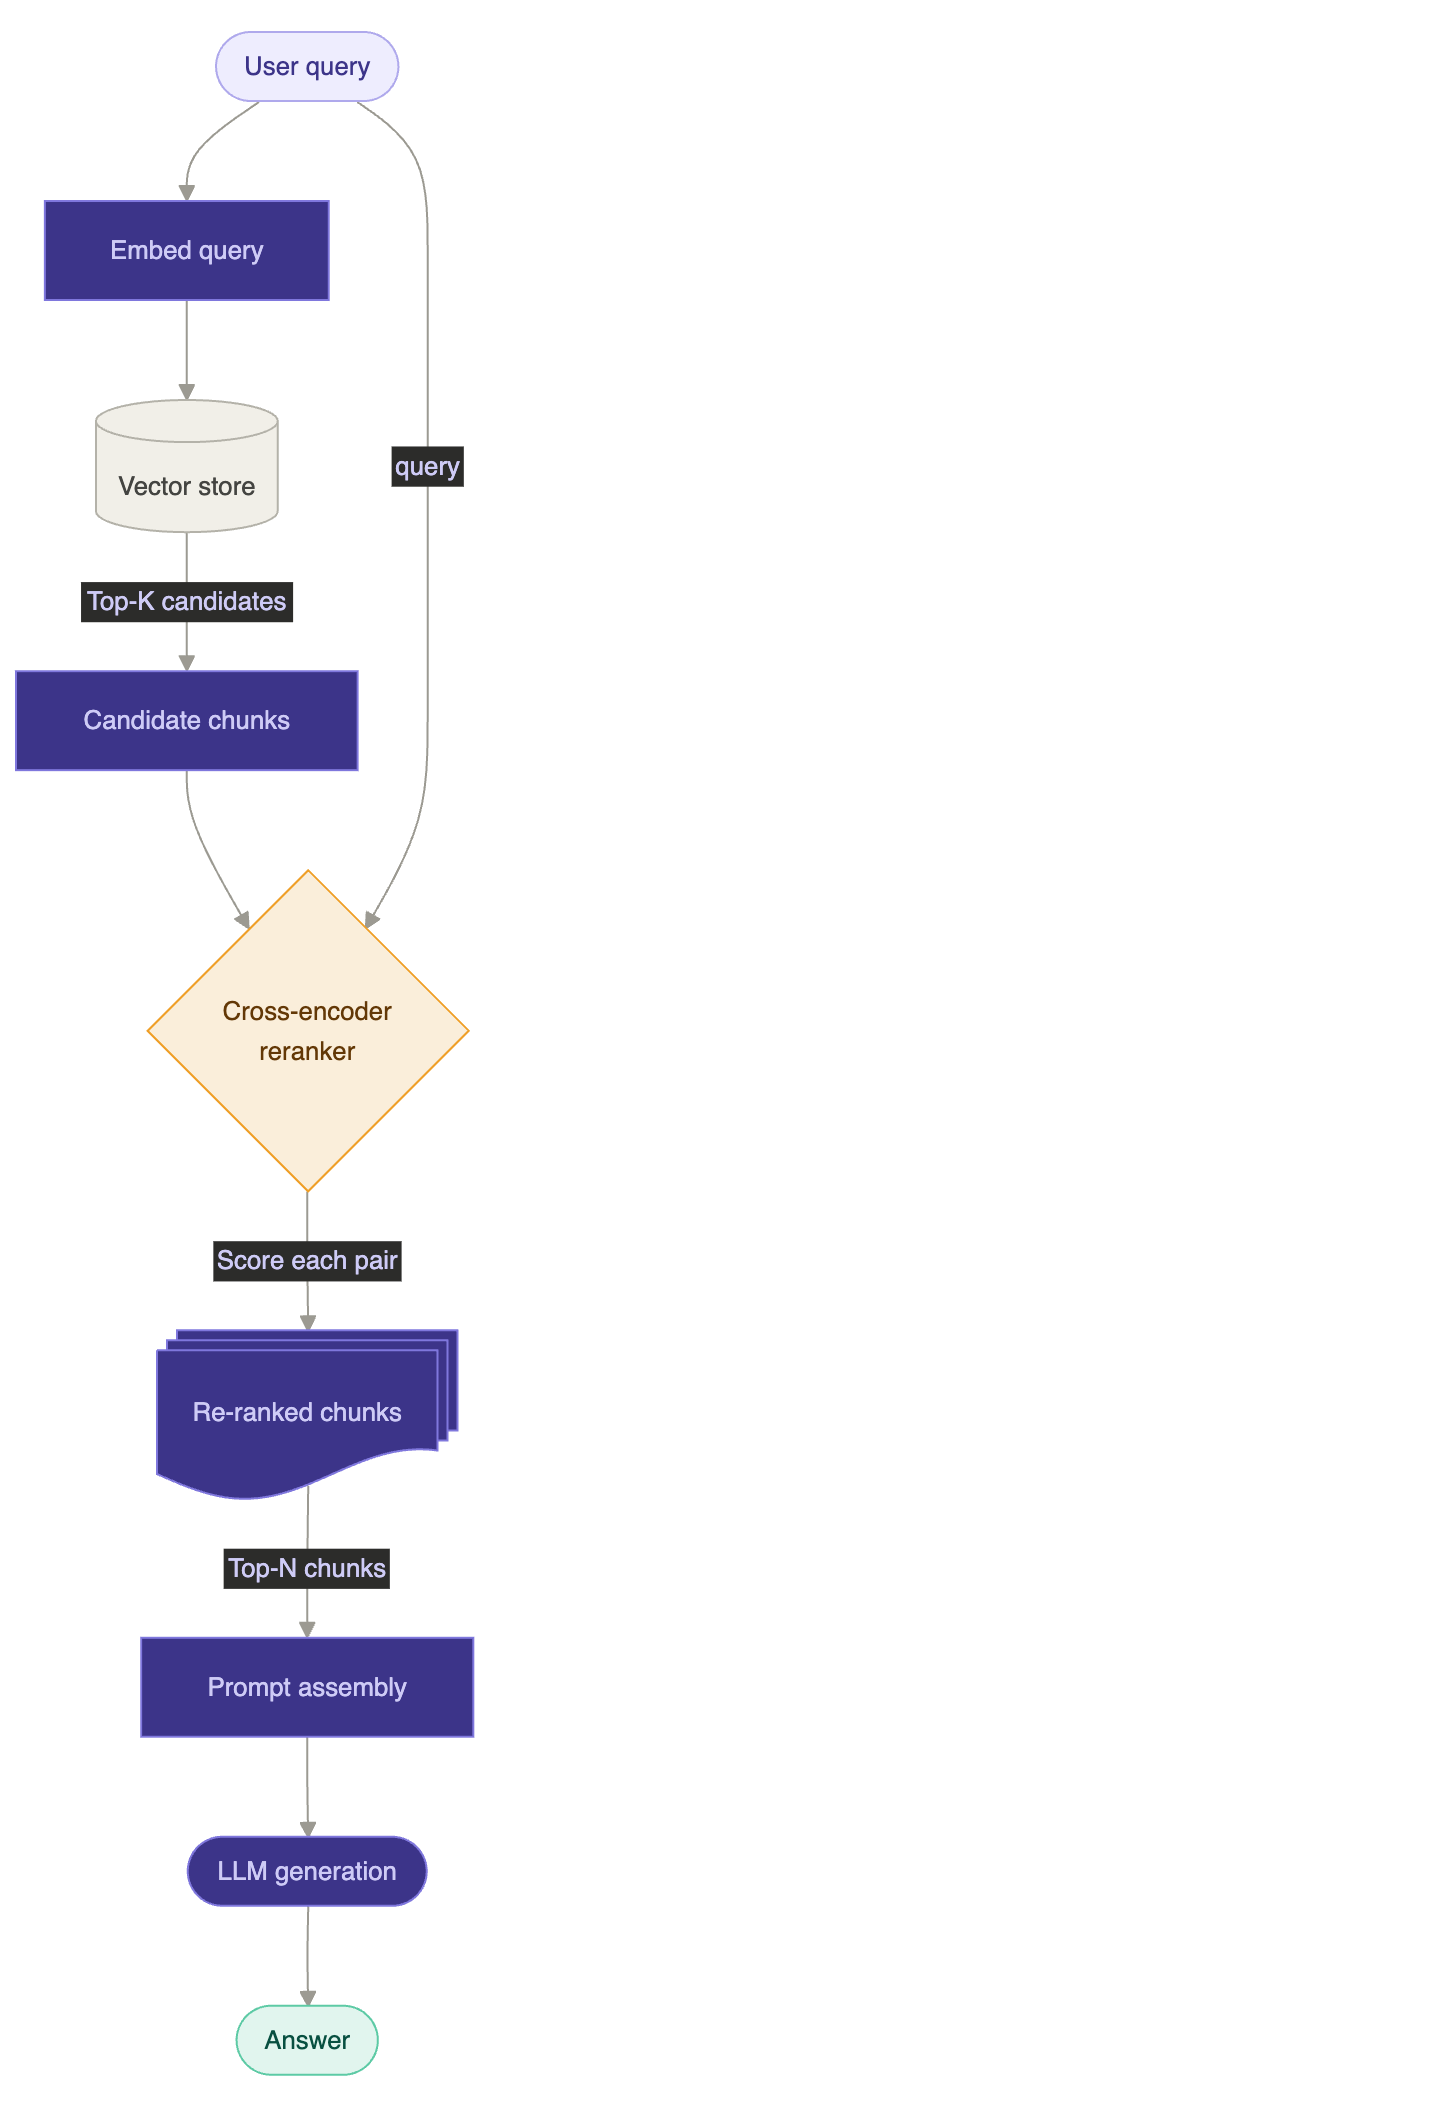 User query
Embed query
query
Vector store
Top-K candidates
Candidate chunks
Cross-encoder
reranker
Score each pair
Re-ranked chunks
Top-N chunks
Prompt assembly
LLM generation
Answer